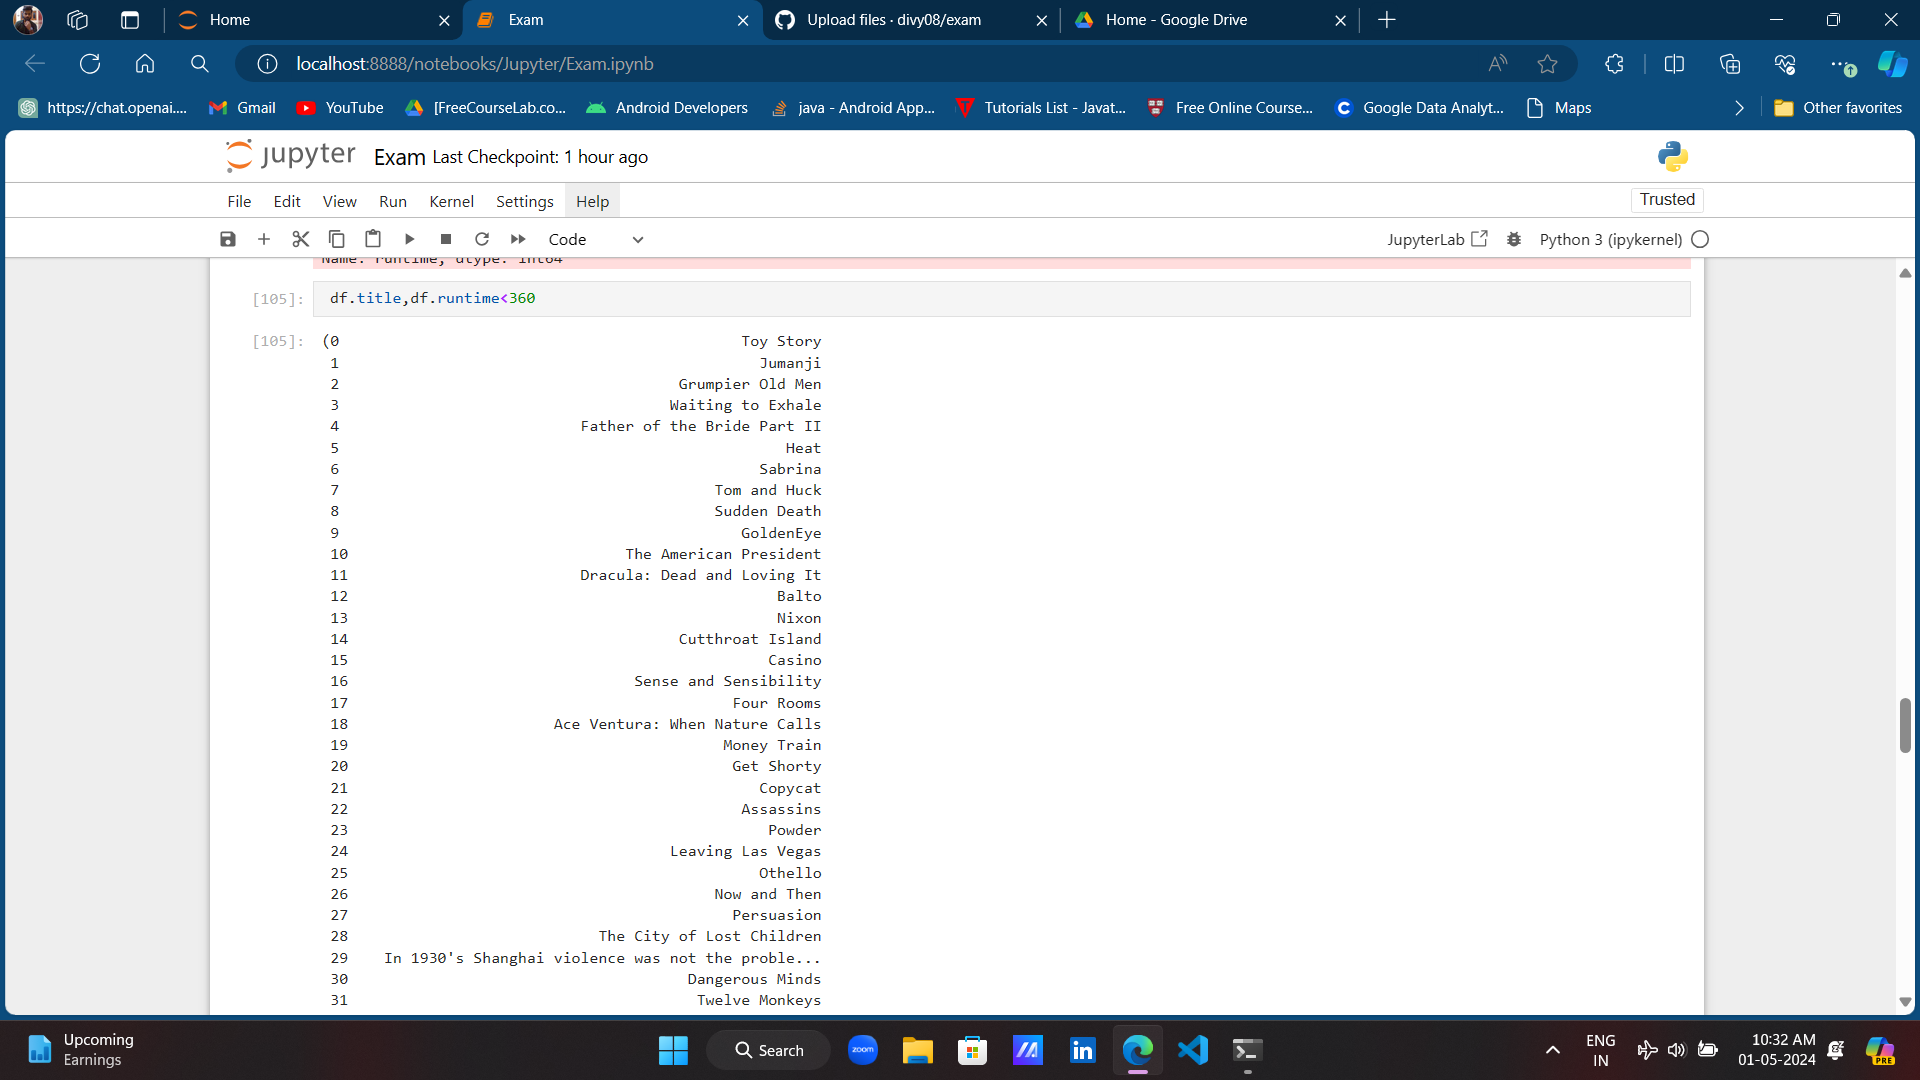 Home
Exam
Upload files · divy08/exam
Home - Google Drive
localhost:8888/notebooks/Jupyter/Exam.ipynb
https://chat.openai....
Gmail
YouTube
[FreeCourseLab.co...
Android Developers
java - Android App...
Tutorials List - Javat...
Free Online Course...
Google Data Analyt...
Maps
Other favorites
jupyter Exam Last Checkpoint: 1 hour ago
File Edit View Run Kernel Settings Help
Trusted
Code
JupyterLab
Python 3 (ipykernel)
Name: runtime, dtype: int64
[105]: df.title,df.runtime<360
[105]: (0 Toy Story
1 Jumanji
2 Grumpier Old Men
3 Waiting to Exhale
4 Father of the Bride Part II
5 Heat
6 Sabrina
7 Tom and Huck
8 Sudden Death
9 GoldenEye
10 The American President
11 Dracula: Dead and Loving It
12 Balto
13 Nixon
14 Cutthroat Island
15 Casino
16 Sense and Sensibility
17 Four Rooms
18 Ace Ventura: When Nature Calls
19 Money Train
20 Get Shorty
21 Copycat
22 Assassins
23 Powder
24 Leaving Las Vegas
25 Othello
26 Now and Then
27 Persuasion
28 The City of Lost Children
29 In 1930's Shanghai violence was not the proble...
30 Dangerous Minds
31 Twelve Monkeys
Upcoming
Earnings
Search
zoom
ENG
IN
10:32 AM
01-05-2024
PRE